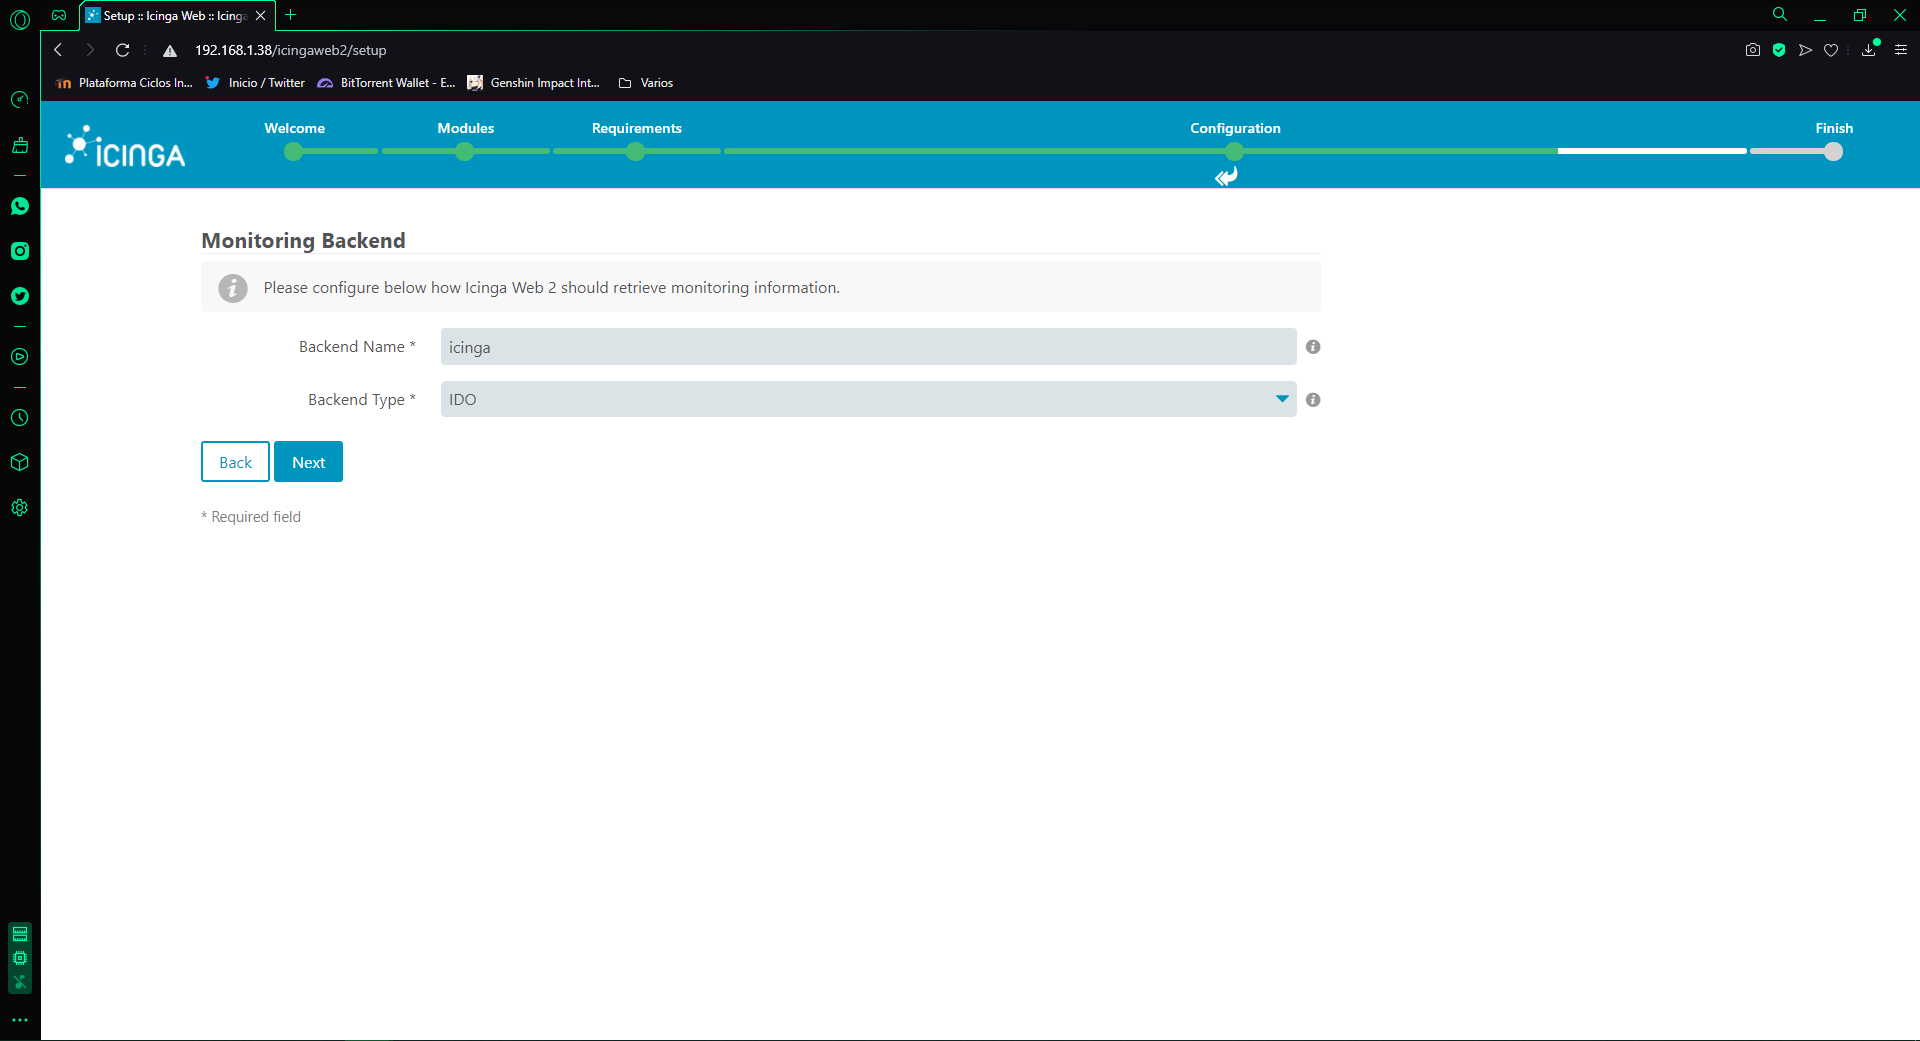 Setup :: Icinga Web :: Icinga
192.168.1.38/icingaweb2/setup
Plataforma Ciclos In... Inicio / Twitter BitTorrent Wallet - E... Genshin Impact Int... Varios
ICINGA
Welcome Modules Requirements Configuration Finish
Monitoring Backend
Please configure below how Icinga Web 2 should retrieve monitoring information.
Backend Name * icinga
Backend Type * IDO
Back Next
* Required field